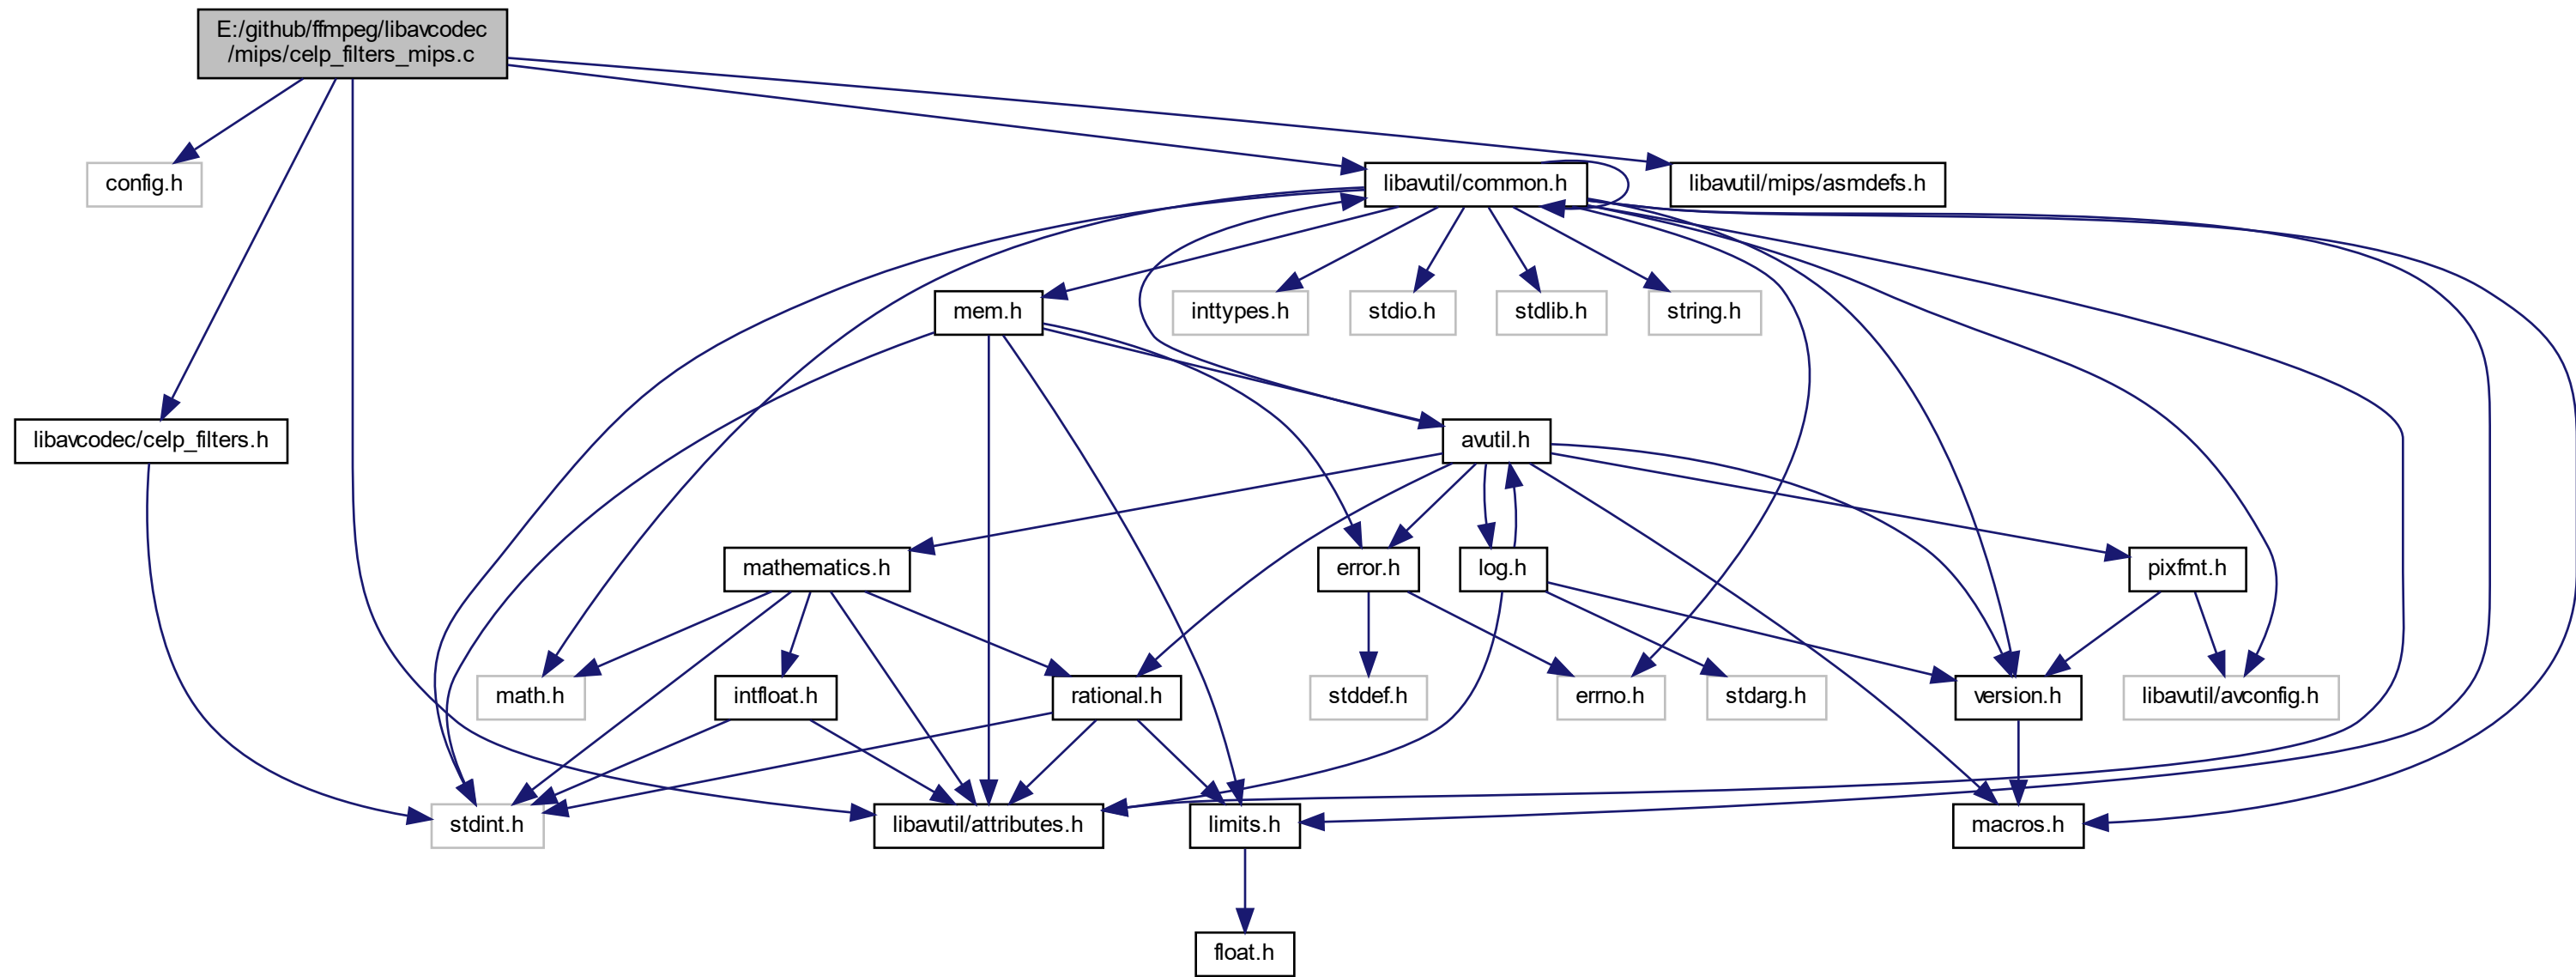 E:/github/ffmpeg/libavcodec
/mips/celp_filters_mips.c
config.h
libavutil/common.h
libavutil/mips/asmdefs.h
mem.h
inttypes.h
stdio.h
stdlib.h
string.h
libavcodec/celp_filters.h
avutil.h
mathematics.h
error.h
log.h
pixfmt.h
math.h
intfloat.h
rational.h
stddef.h
errno.h
stdarg.h
version.h
libavutil/avconfig.h
stdint.h
libavutil/attributes.h
limits.h
macros.h
float.h